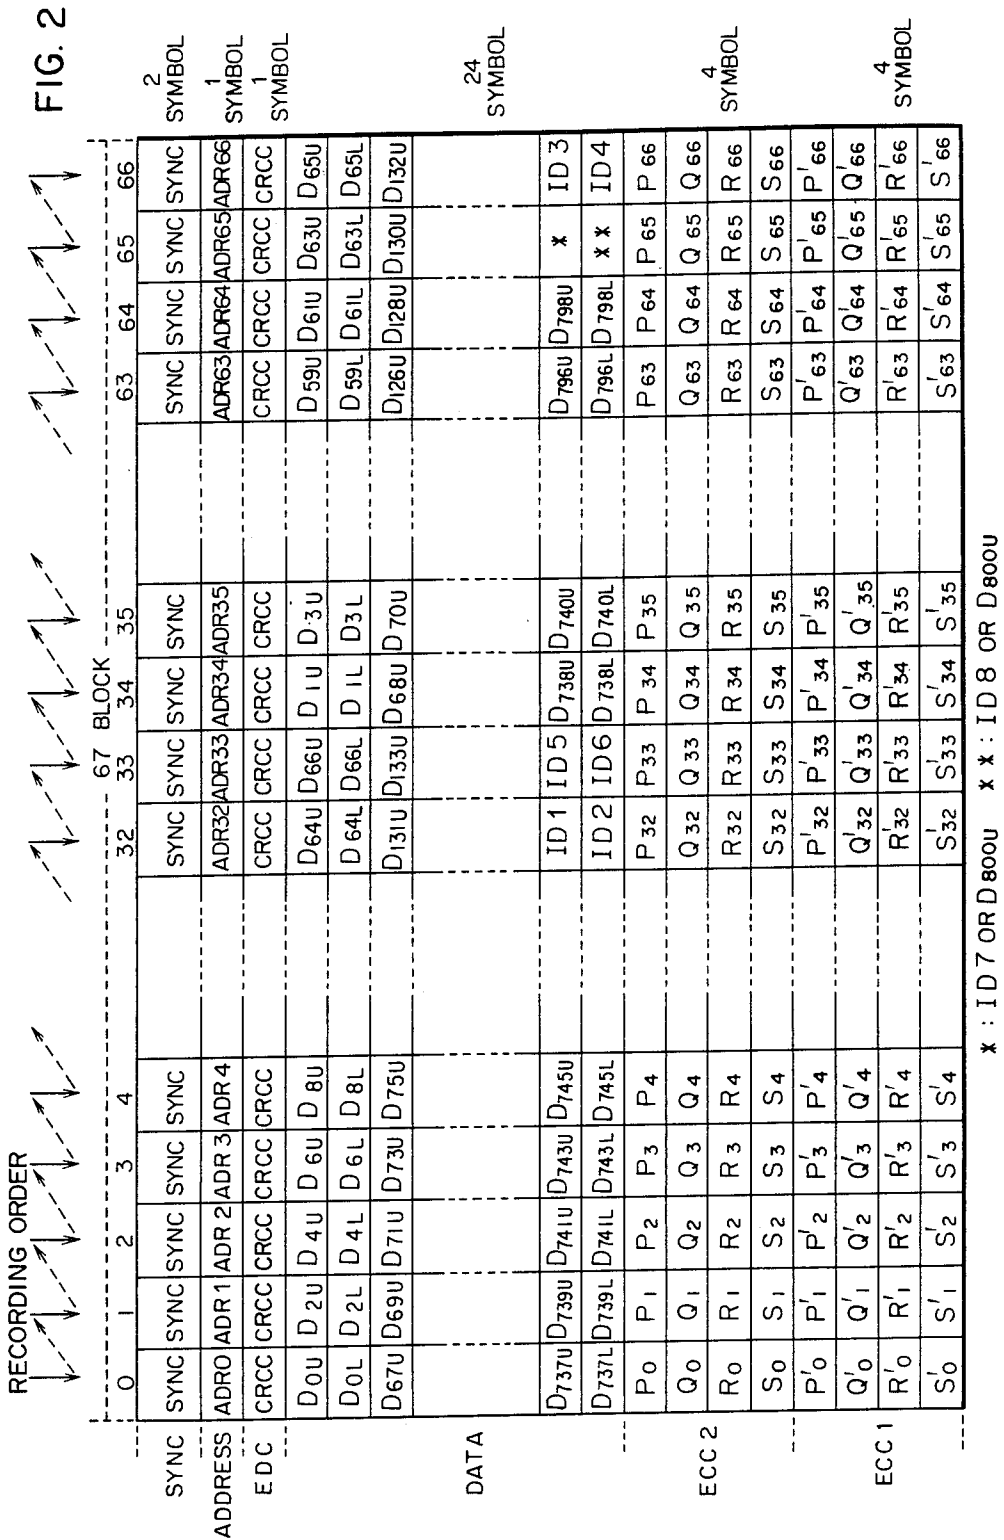 FIG. 2
RECORDING ORDER
67 BLOCK
0 1 2 3 4 32 33 34 35 63 64 65 66
SYNC SYNC SYNC SYNC SYNC SYNC SYNC SYNC SYNC SYNC SYNC SYNC SYNC SYNC 2 SYMBOL
ADDRESS ADR0 ADR1 ADR2 ADR3 ADR4 ADR32 ADR33 ADR34 ADR35 ADR63 ADR64 ADR65 ADR66 1 SYMBOL
EDC CRCC CRCC CRCC CRCC CRCC CRCC CRCC CRCC CRCC CRCC CRCC CRCC CRCC 1 SYMBOL
D0U D2U D4U D6U D8U D64U D66U D1U D3U D59U D61U D63U D65U
D0L D2L D4L D6L D8L D64L D66L D1L D3L D59L D61L D63L D65L
D67U D69U D71U D73U D75U D131U D133U D68U D70U D126U D128U D130U D132U
DATA 24 SYMBOL
D737U D739U D741U D743U D745U ID1 ID5 D738U D740U D796U D798U * ID3
D737L D739L D741L D743L D745L ID2 ID6 D738L D740L D796L D798L ** ID4
P0 P1 P2 P3 P4 P32 P33 P34 P35 P63 P64 P65 P66
Q0 Q1 Q2 Q3 Q4 Q32 Q33 Q34 Q35 Q63 Q64 Q65 Q66
ECC2 4 SYMBOL
R0 R1 R2 R3 R4 R32 R33 R34 R35 R63 R64 R65 R66
S0 S1 S2 S3 S4 S32 S33 S34 S35 S63 S64 S65 S66
P'0 P'1 P'2 P'3 P'4 P'32 P'33 P'34 P'35 P'63 P'64 P'65 P'66
Q'0 Q'1 Q'2 Q'3 Q'4 Q'32 Q'33 Q'34 Q'35 Q'63 Q'64 Q'65 Q'66
ECC1 4 SYMBOL
R'0 R'1 R'2 R'3 R'4 R'32 R'33 R'34 R'35 R'63 R'64 R'65 R'66
S'0 S'1 S'2 S'3 S'4 S'32 S'33 S'34 S'35 S'63 S'64 S'65 S'66
* : ID7 OR D800U ** : ID8 OR D800U